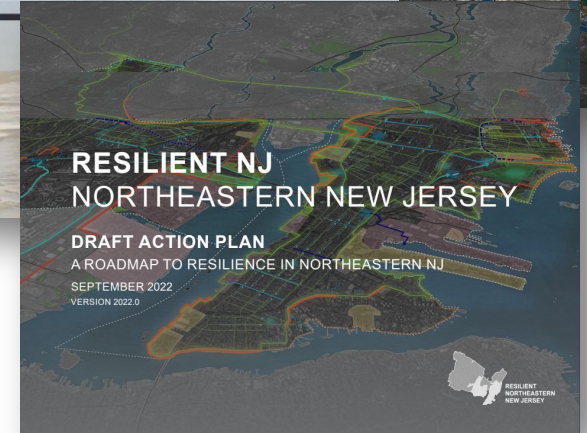 RESILIENT NJ
NORTHEASTERN NEW JERSEY
DRAFT ACTION PLAN
A ROADMAP TO RESILIENCE IN NORTHEASTERN NJ
SEPTEMBER 2022
VERSION 2022.0
RESILIENT
NORTHEASTERN
NEW JERSEY